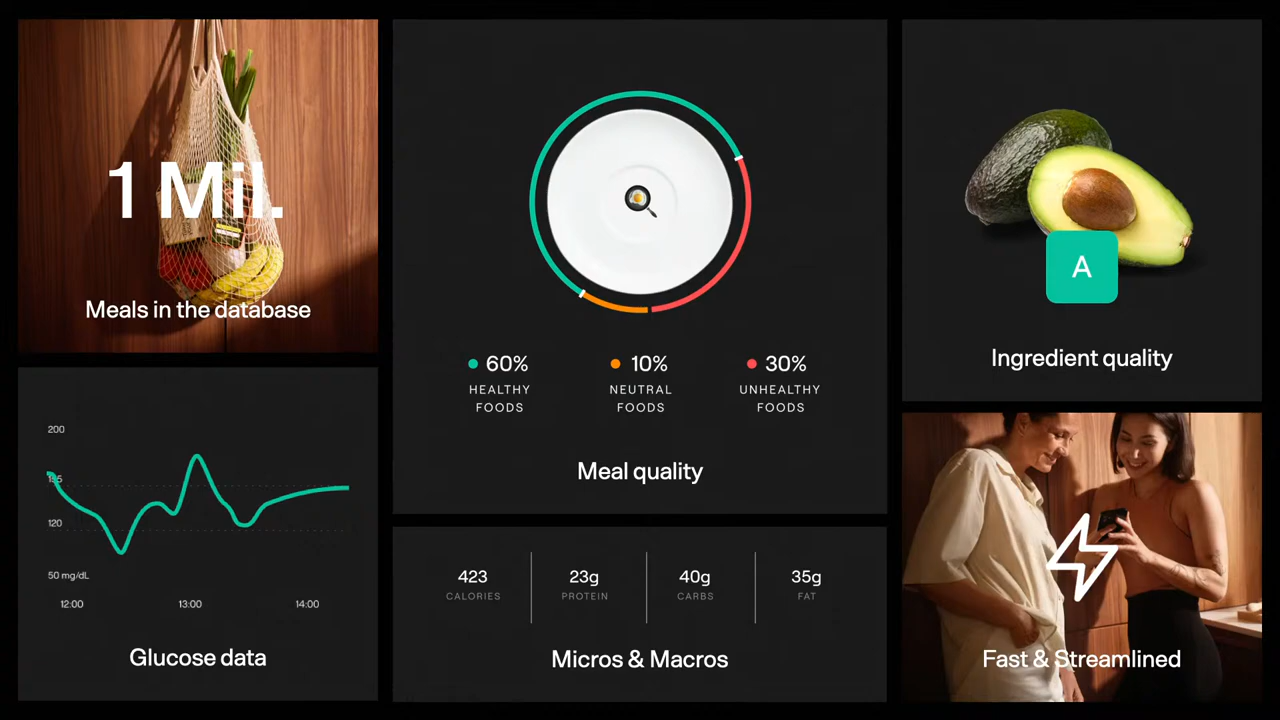 1 Mil.
Meals in the database
200
120
50 mg/dL
12:00
13:00
14:00
Glucose data
60%
HEALTHY
FOODS
10%
NEUTRAL
FOODS
30%
UNHEALTHY
FOODS
Meal quality
423
CALORIES
23g
PROTEIN
40g
CARBS
35g
FAT
Micros & Macros
A
Ingredient quality
Fast & Streamlined